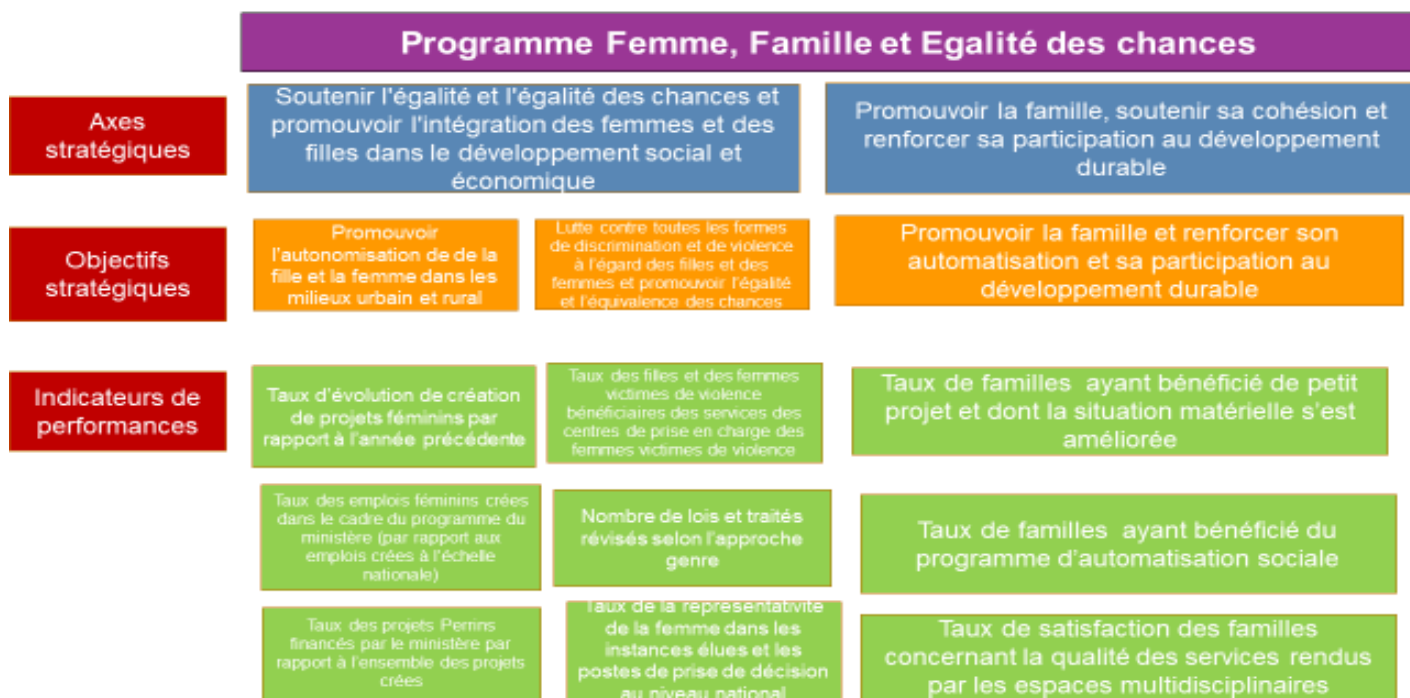 Programme Femme, Famille et Egalité des chances
Axes
stratégiques
Soutenir l'égalité et l'égalité des chances et
promouvoir l'intégration des femmes et des
filles dans le développement social et
économique
Promouvoir la famille, soutenir sa cohésion et
renforcer sa participation au développement
durable
Objectifs
stratégiques
Promouvoir
l'autonomisation de de la
fille et la femme dans les
milieux urbain et rural
Lutte contre toutes les formes
de discrimination et de violence
à l'égard des filles et des
femmes et promouvoir l'égalité
et l'équivalence des chances
Promouvoir la famille et renforcer son
automatisation et sa participation au
développement durable
Indicateurs de
performances
Taux d'évolution de création
de projets féminins par
rapport à l'année précédente
Taux des filles et des femmes
victimes de violence
bénéficiaires des services des
centres de prise en charge des
femmes victimes de violence
Taux de familles ayant bénéficié de petit
projet et dont la situation matérielle s'est
améliorée
Taux des emplois féminins crées
dans le cadre du programme du
ministère (par rapport aux
emplois crées à l'échelle
nationale)
Nombre de lois et traités
révisés selon l'approche
genre
Taux de familles ayant bénéficié du
programme d'automatisation sociale
Taux des projets Perrins
financés par le ministère par
rapport à l'ensemble des projets
crées
Taux de la représentativité
de la femme dans les
instances élues et les
postes de prise de décision
au niveau national
Taux de satisfaction des familles
concernant la qualité des services rendus
par les espaces multidisciplinaires